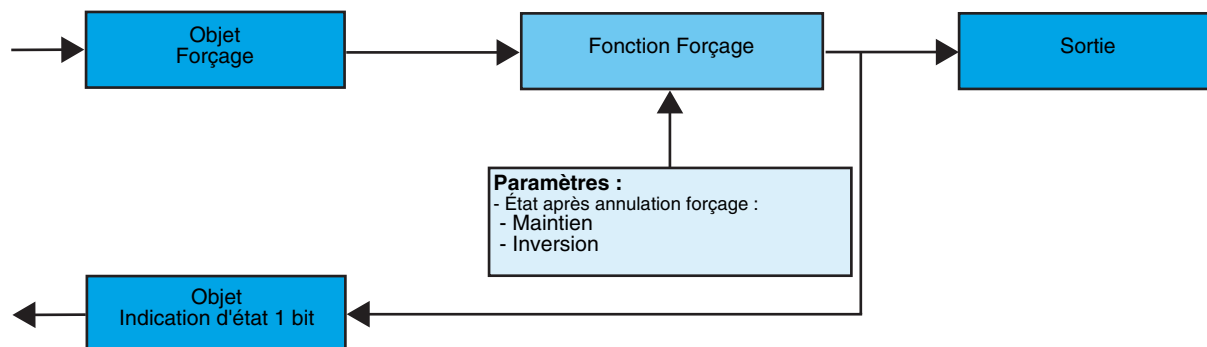 Objet
Forçage
Fonction Forçage
Sortie
Paramètres :
- État après annulation forçage :
- Maintien
- Inversion
Objet
Indication d'état 1 bit